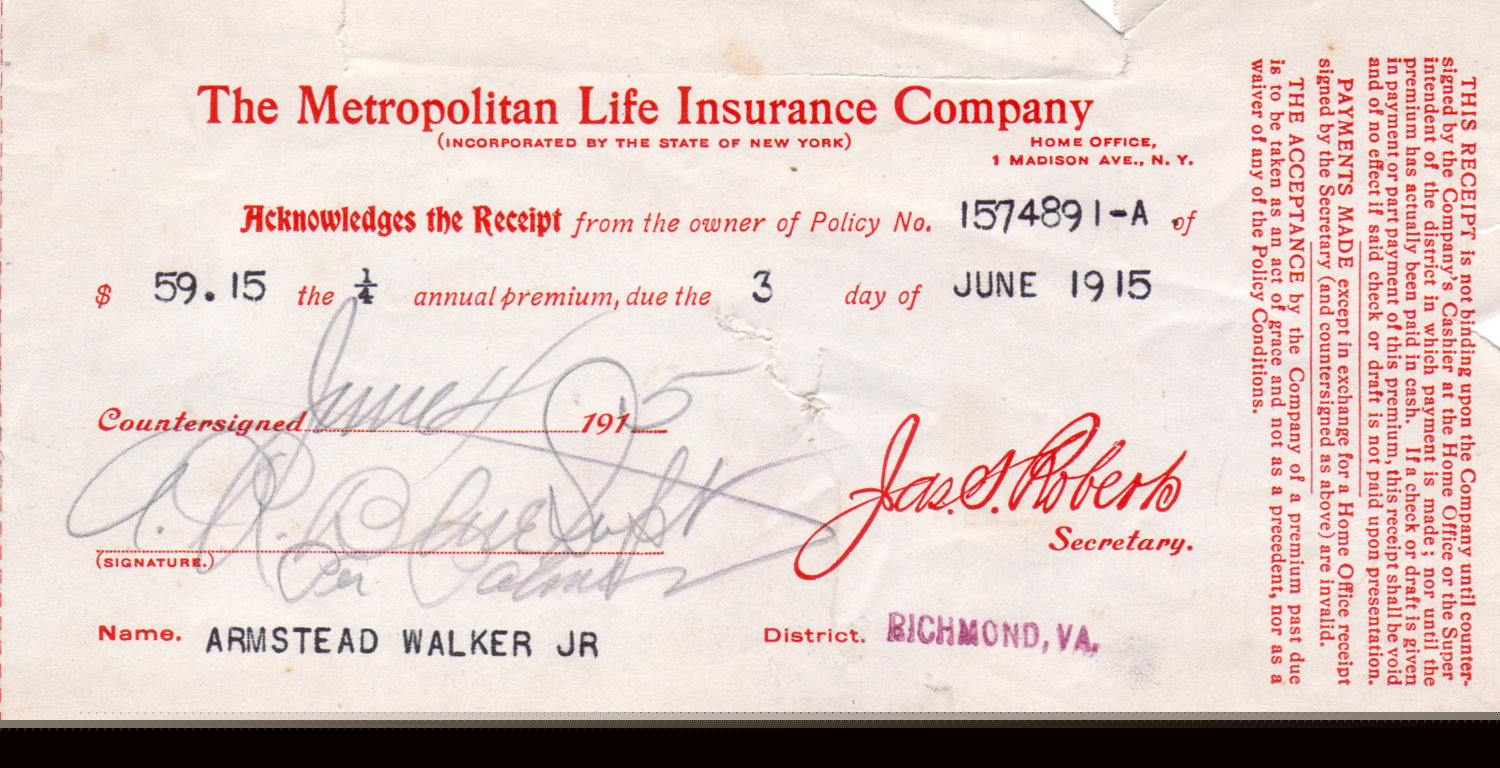 The Metropolitan Life Insurance Company
(INCORPORATED BY THE STATE OF NEW YORK)
HOME OFFICE,
1 MADISON AVE., N. Y.
Acknowledges the Receipt from the owner of Policy No. 1574891-A of
$ 59.15 the 1/4 annual premium, due the 3 day of JUNE 1915
Countersigned June 4 1915
A. R.
Per
(SIGNATURE.)
Jas. S. Roberts
Secretary.
Name. ARMSTEAD WALKER JR
District. RICHMOND, VA.
THIS RECEIPT is not binding upon the Company until counter-
signed by the Company's Cashier at the Home Office or the Super
intendent of the district in which payment is made; nor until the
premium has actually been paid in cash. If a check or draft is given
in payment or part payment of this premium, this receipt shall be void
and of no effect if said check or draft is not paid upon presentation.
PAYMENTS MADE except in exchange for a Home Office receipt
signed by the Secretary (and countersigned as above) are invalid.
THE ACCEPTANCE by the Company of a premium past due
is to be taken as an act of grace and not as a precedent, nor as a
waiver of any of the Policy Conditions.